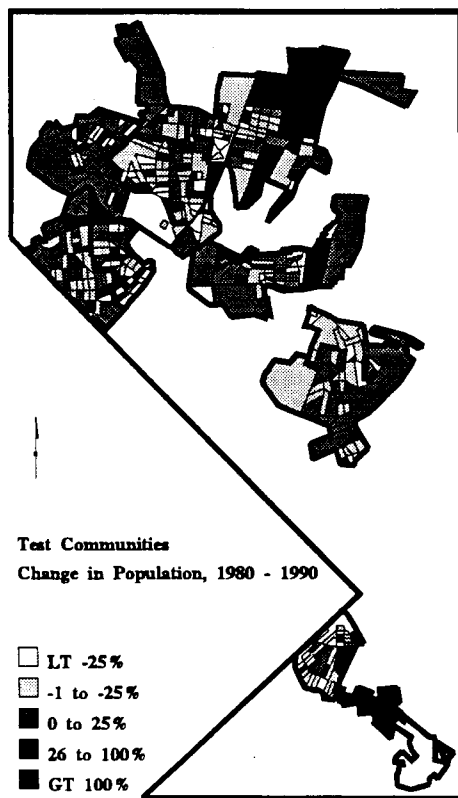 Test Communities
Change in Population, 1980 - 1990
LT -25%
-1 to -25%
0 to 25%
26 to 100%
GT 100%